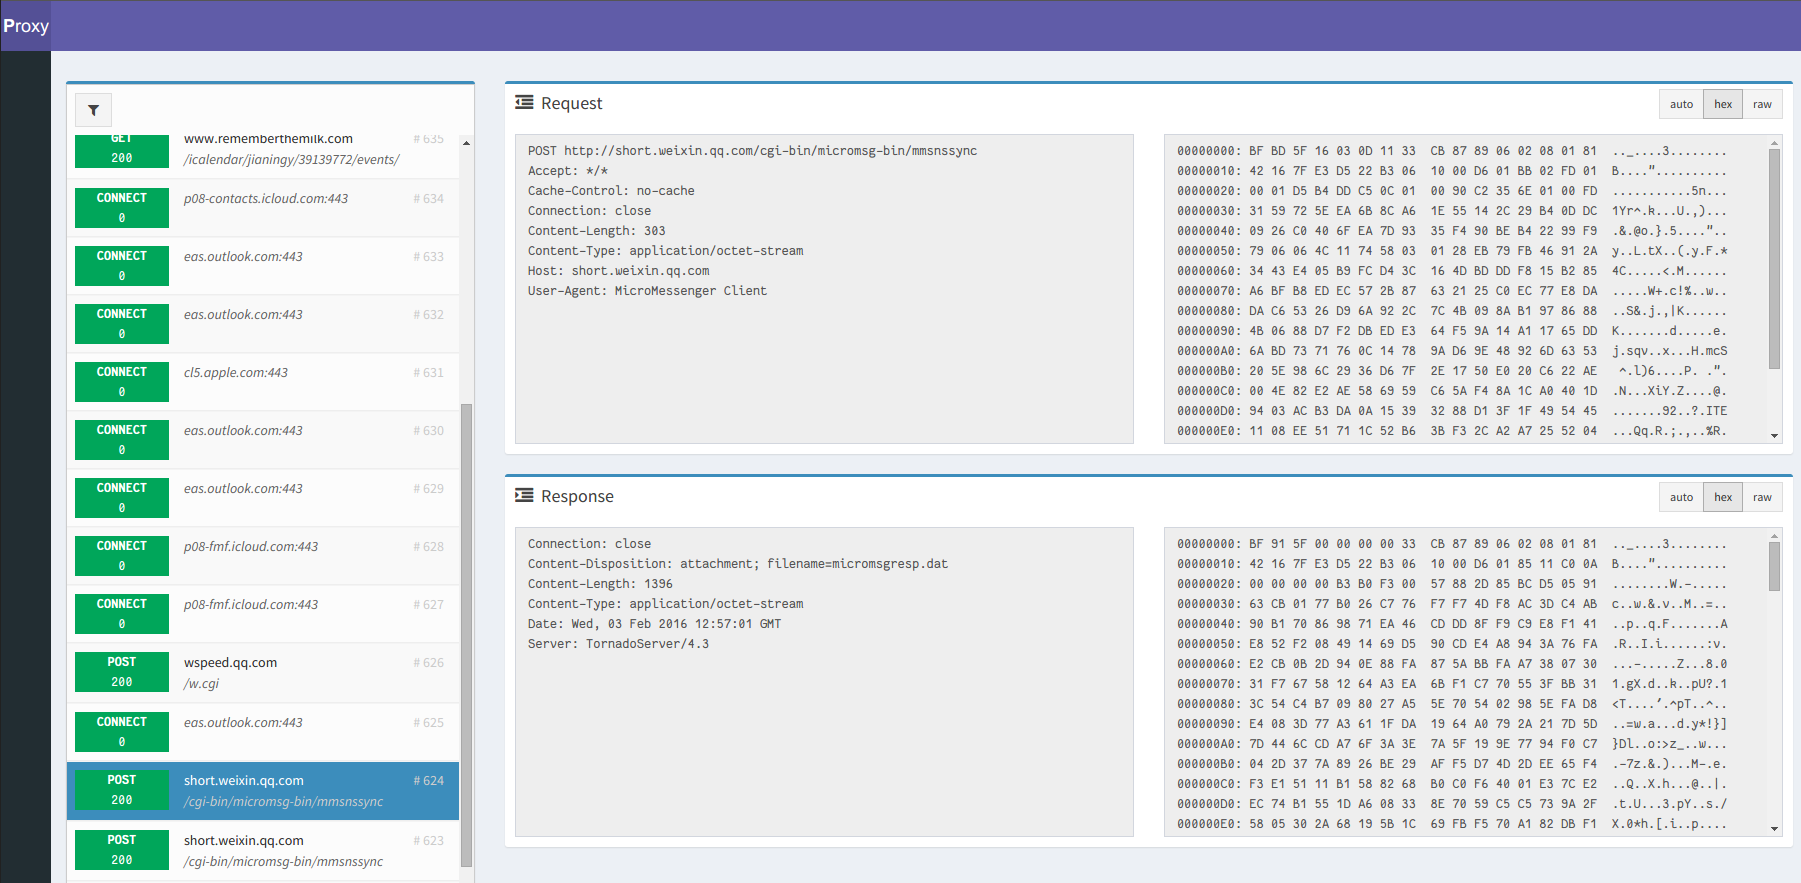 Proxy
GET
200
www.rememberthemilk.com
# 635
/icalendar/jianingy/39139772/events/
CONNECT
0
p08-contacts.icloud.com:443
# 634
CONNECT
0
eas.outlook.com:443
# 633
CONNECT
0
eas.outlook.com:443
# 632
CONNECT
0
cl5.apple.com:443
# 631
CONNECT
0
eas.outlook.com:443
# 630
CONNECT
0
eas.outlook.com:443
# 629
CONNECT
0
p08-fmf.icloud.com:443
# 628
CONNECT
0
p08-fmf.icloud.com:443
# 627
POST
200
wspeed.qq.com
# 626
/w.cgi
CONNECT
0
eas.outlook.com:443
# 625
POST
200
short.weixin.qq.com
# 624
/cgi-bin/micromsg-bin/mmsnssync
POST
200
short.weixin.qq.com
# 623
/cgi-bin/micromsg-bin/mmsnssync
Request
auto hex raw
POST http://short.weixin.qq.com/cgi-bin/micromsg-bin/mmsnssync
Accept: */*
Cache-Control: no-cache
Connection: close
Content-Length: 303
Content-Type: application/octet-stream
Host: short.weixin.qq.com
User-Agent: MicroMessenger Client
00000000: BF BD 5F 16 03 0D 11 33 CB 87 89 06 02 08 01 81 .._....3........
00000010: 42 16 7F E3 D5 22 B3 06 10 00 D6 01 BB 02 FD 01 B...."..........
00000020: 00 01 D5 B4 DD C5 0C 01 00 90 C2 35 6E 01 00 FD ...........5n...
00000030: 31 59 72 5E EA 6B 8C A6 1E 55 14 2C 29 B4 0D DC 1Yr^.k...U.,)...
00000040: 09 26 C0 40 6F EA 7D 93 35 F4 90 BE B4 22 99 F9 .&.@o.}.5...."..
00000050: 79 06 06 4C 11 74 58 03 01 28 EB 79 FB 46 91 2A y..L.tX..(.y.F.*
00000060: 34 43 E4 05 B9 FC D4 3C 16 4D BD DD F8 15 B2 85 4C.....<.M......
00000070: A6 BF B8 ED EC 57 2B 87 63 21 25 C0 EC 77 E8 DA .....W+.c!%..w..
00000080: DA C6 53 26 D9 6A 92 2C 7C 4B 09 8A B1 97 86 88 ..S&.j.,|K......
00000090: 4B 06 88 D7 F2 DB ED E3 64 F5 9A 14 A1 17 65 DD K.......d.....e.
000000A0: 6A BD 73 71 76 0C 14 78 9A D6 9E 48 92 6D 63 53 j.sqv..x...H.mcS
000000B0: 20 5E 98 6C 29 36 D6 7F 2E 17 50 E0 20 C6 22 AE ^.l)6....P. .".
000000C0: 00 4E 82 E2 AE 58 69 59 C6 5A F4 8A 1C A0 40 1D .N...XiY.Z....@.
000000D0: 94 03 AC B3 DA 0A 15 39 32 88 D1 3F 1F 49 54 45 .......92..?.ITE
000000E0: 11 08 EE 51 71 1C 52 B6 3B F3 2C A2 A7 25 52 04 ...Qq.R.;.,..%R.
Response
auto hex raw
Connection: close
Content-Disposition: attachment; filename=micromsgresp.dat
Content-Length: 1396
Content-Type: application/octet-stream
Date: Wed, 03 Feb 2016 12:57:01 GMT
Server: TornadoServer/4.3
00000000: BF 91 5F 00 00 00 00 33 CB 87 89 06 02 08 01 81 .._....3........
00000010: 42 16 7F E3 D5 22 B3 06 10 00 D6 01 85 11 C0 0A B...."..........
00000020: 00 00 00 00 B3 B0 F3 00 57 88 2D 85 BC D5 05 91 ........W.-.....
00000030: 63 CB 01 77 B0 26 C7 76 F7 F7 4D F8 AC 3D C4 AB c..w.&.v..M..=..
00000040: 90 B1 70 86 98 71 EA 46 CD DD 8F F9 C9 E8 F1 41 ..p..q.F.......A
00000050: E8 52 F2 08 49 14 69 D5 90 CD E4 A8 94 3A 76 FA .R..I.i......:v.
00000060: E2 CB 0B 2D 94 0E 88 FA 87 5A BB FA A7 38 07 30 ...-.....Z...8.0
00000070: 31 F7 67 58 12 64 A3 EA 6B F1 C7 70 55 3F BB 31 1.gX.d..k..pU?.1
00000080: 3C 54 C4 B7 09 80 27 A5 5E 70 54 02 98 5E FA D8 <T....'.^pT..^..
00000090: E4 08 3D 77 A3 61 1F DA 19 64 A0 79 2A 21 7D 5D ..=w.a...d.y*!}]
000000A0: 7D 44 6C CD A7 6F 3A 3E 7A 5F 19 9E 77 94 F0 C7 }Dl..o:>z_..w...
000000B0: 04 2D 37 7A 89 26 BE 29 AF F5 D7 4D 2D EE 65 F4 .-7z.&.)...M-.e.
000000C0: F3 E1 51 11 B1 58 82 68 B0 C0 F6 40 01 E3 7C E2 ..Q..X.h...@..|.
000000D0: EC 74 B1 55 1D A6 08 33 8E 70 59 C5 C5 73 9A 2F .t.U...3.pY..s./
000000E0: 58 05 30 2A 68 19 5B 1C 69 FB F5 70 A1 82 DB F1 X.0*h.[.i..p....